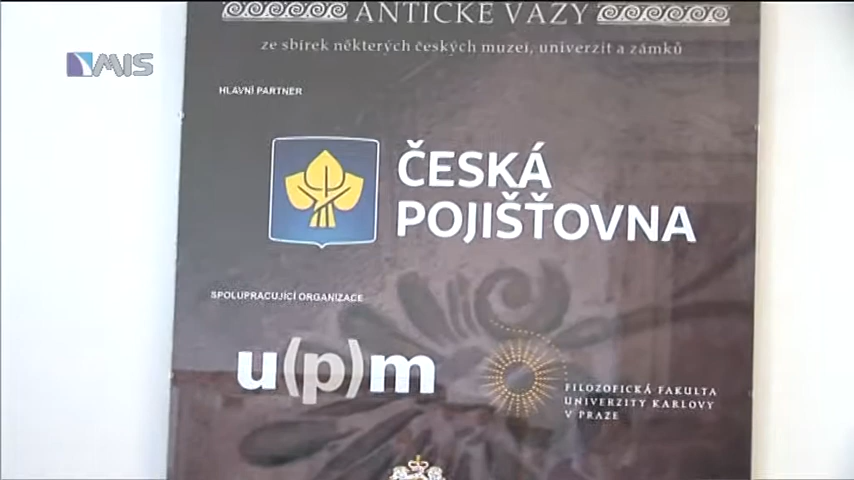 ANTICKÉ VÁZY
ze sbírek některých českých muzeí, univerzit a zámků
MIS
HLAVNÍ PARTNER
ČESKÁ
POJIŠŤOVNA
SPOLUPRACUJÍCÍ ORGANIZACE
u(p)m
FILOZOFICKÁ FAKULTA
UNIVERZITY KARLOVY
V PRAZE